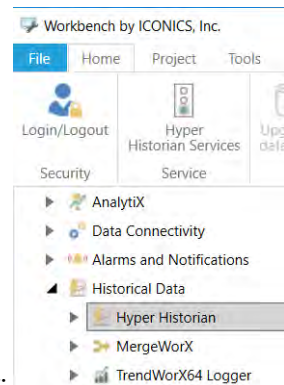 Workbench by ICONICS, Inc.
File Home Project Tools
Login/Logout
Hyper
Historian Services
Security Service
AnalytiX
Data Connectivity
Alarms and Notifications
Historical Data
Hyper Historian
MergeWorX
TrendWorX64 Logger
.